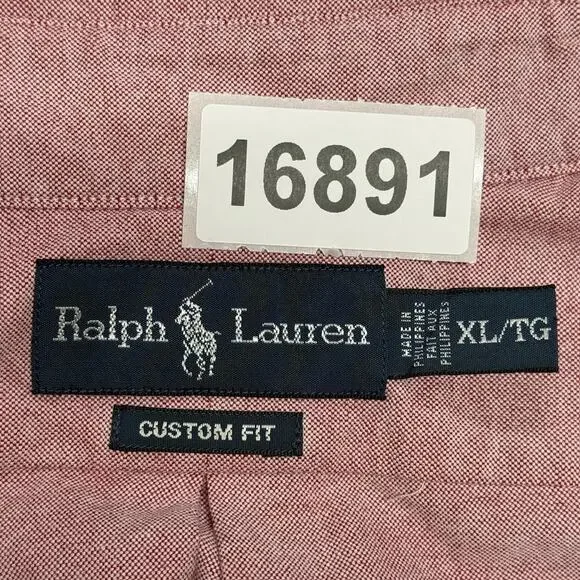 16891
Ralph Lauren
MADE IN
PHILIPPINES
FAIT AUX
PHILIPPINES
XL/TG
CUSTOM FIT